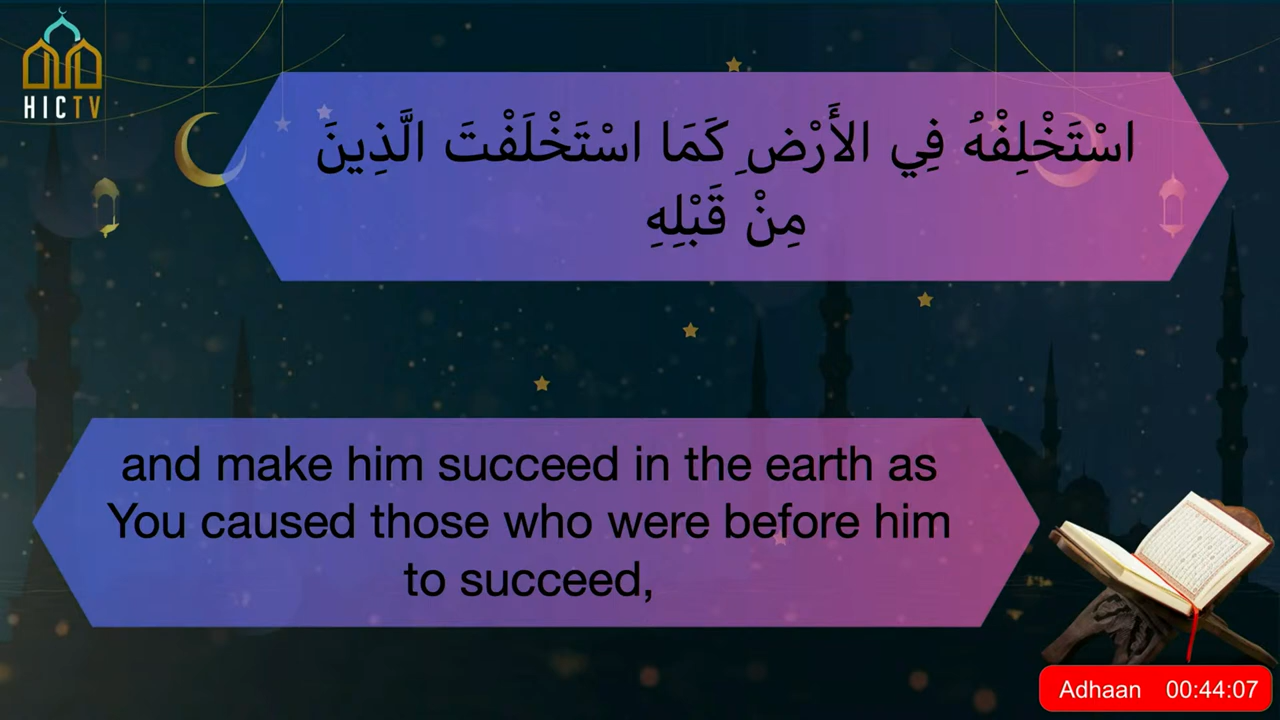 HICTV
اسْتَخْلِفْهُ فِي الأَرْضِ كَمَا اسْتَخْلَفْتَ الَّذِينَ
مِنْ قَبْلِهِ
and make him succeed in the earth as
You caused those who were before him
to succeed,
Adhaan 00:44:07